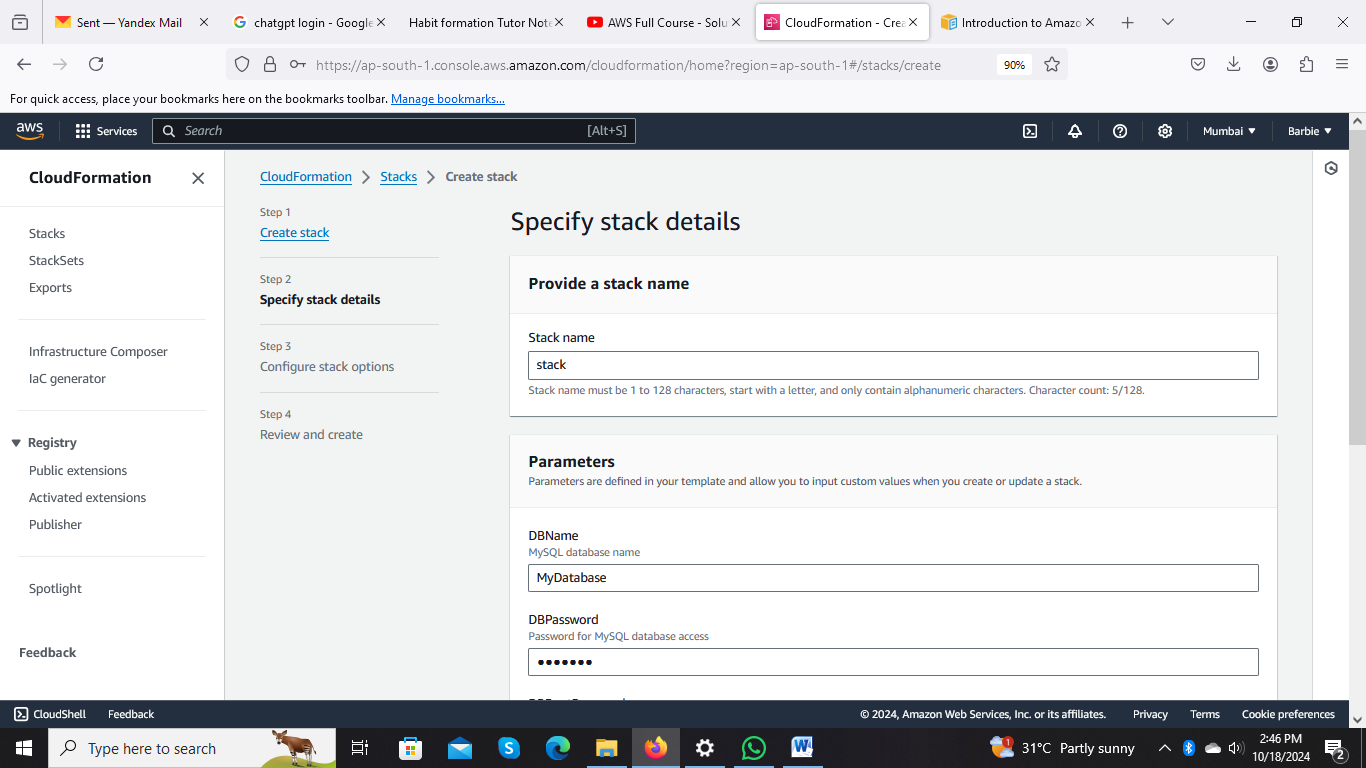 Sent — Yandex Mail
chatgpt login - Google
Habit formation Tutor Note
AWS Full Course - Solu
CloudFormation - Crea
Introduction to Amazo
https://ap-south-1.console.aws.amazon.com/cloudformation/home?region=ap-south-1#/stacks/create
90%
For quick access, place your bookmarks here on the bookmarks toolbar. Manage bookmarks...
aws
Services
Search
[Alt+S]
Mumbai
Barbie
CloudFormation
Stacks
StackSets
Exports
Infrastructure Composer
IaC generator
Registry
Public extensions
Activated extensions
Publisher
Spotlight
Feedback
CloudFormation
Stacks
Create stack
Step 1
Create stack
Step 2
Specify stack details
Step 3
Configure stack options
Step 4
Review and create
Specify stack details
Provide a stack name
Stack name
stack
Stack name must be 1 to 128 characters, start with a letter, and only contain alphanumeric characters. Character count: 5/128.
Parameters
Parameters are defined in your template and allow you to input custom values when you create or update a stack.
DBName
MySQL database name
MyDatabase
DBPassword
Password for MySQL database access
•••••••
CloudShell
Feedback
© 2024, Amazon Web Services, Inc. or its affiliates.
Privacy
Terms
Cookie preferences
Type here to search
31°C Partly sunny
2:46 PM
10/18/2024
2